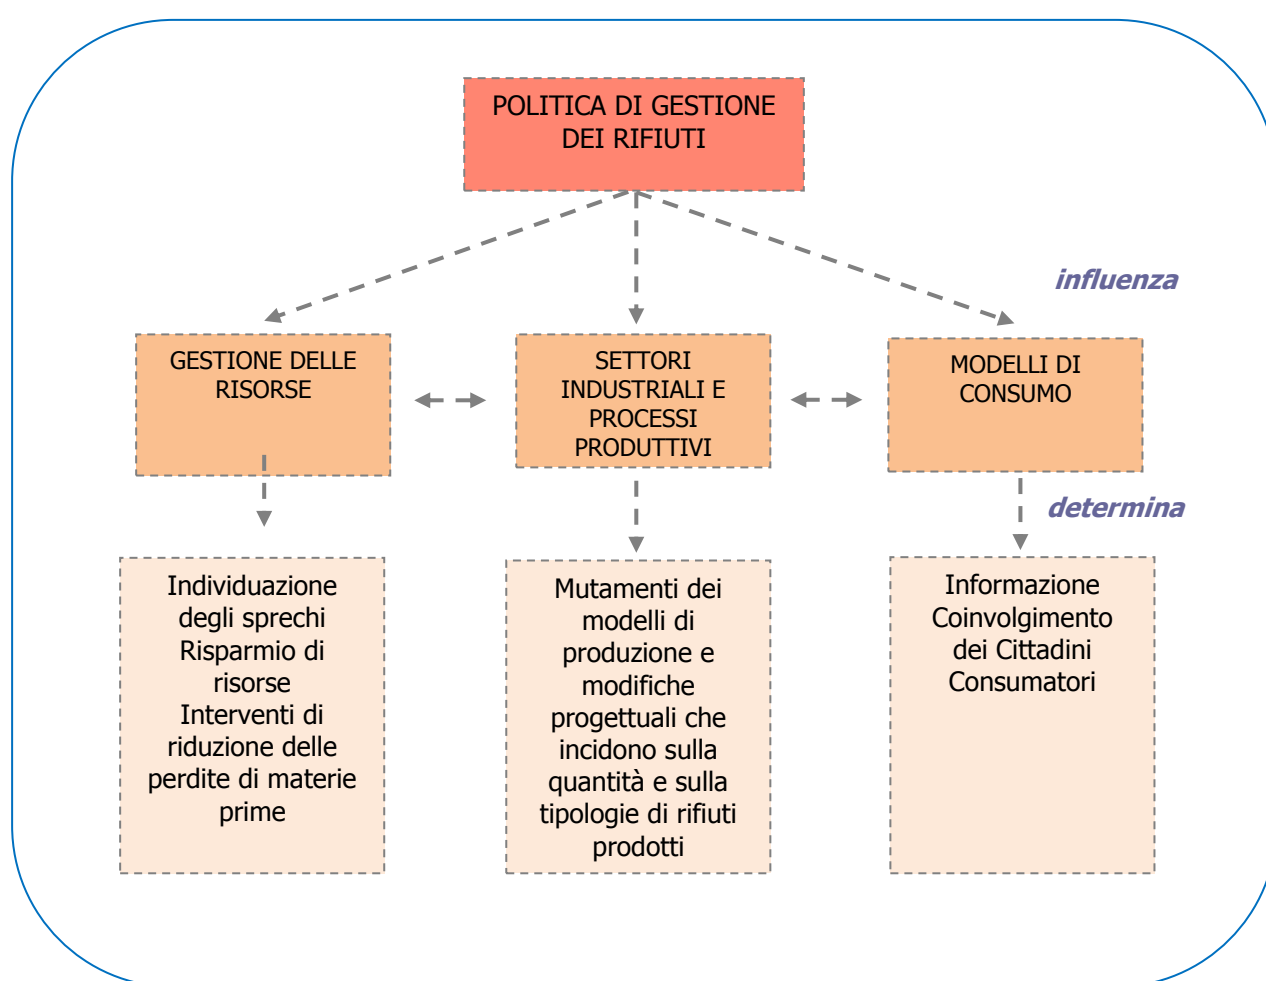 POLITICA DI GESTIONE
DEI RIFIUTI
influenza
GESTIONE DELLE
RISORSE
SETTORI
INDUSTRIALI E
PROCESSI
PRODUTTIVI
MODELLI DI
CONSUMO
determina
Individuazione
degli sprechi
Risparmio di
risorse
Interventi di
riduzione delle
perdite di materie
prime
Mutamenti dei
modelli di
produzione e
modifiche
progettuali che
incidono sulla
quantità e sulla
tipologie di rifiuti
prodotti
Informazione
Coinvolgimento
dei Cittadini
Consumatori